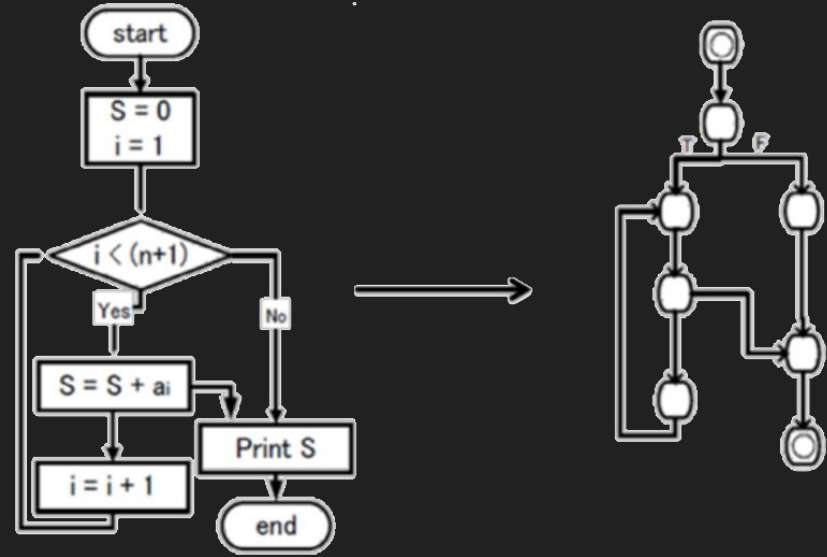 start
S = 0
i = 1
i < (n+1)
Yes
No
S = S + ai
Print S
i = i + 1
end
T
F